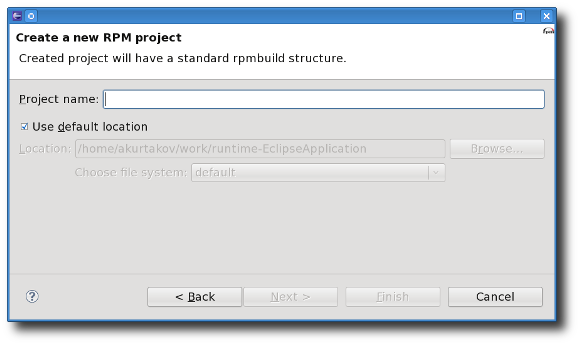 Create a new RPM project
Created project will have a standard rpmbuild structure.
Project name:
Use default location
Location: /home/akurtakov/work/runtime-EclipseApplication Browse...
Choose file system: default
? < Back Next > Finish Cancel